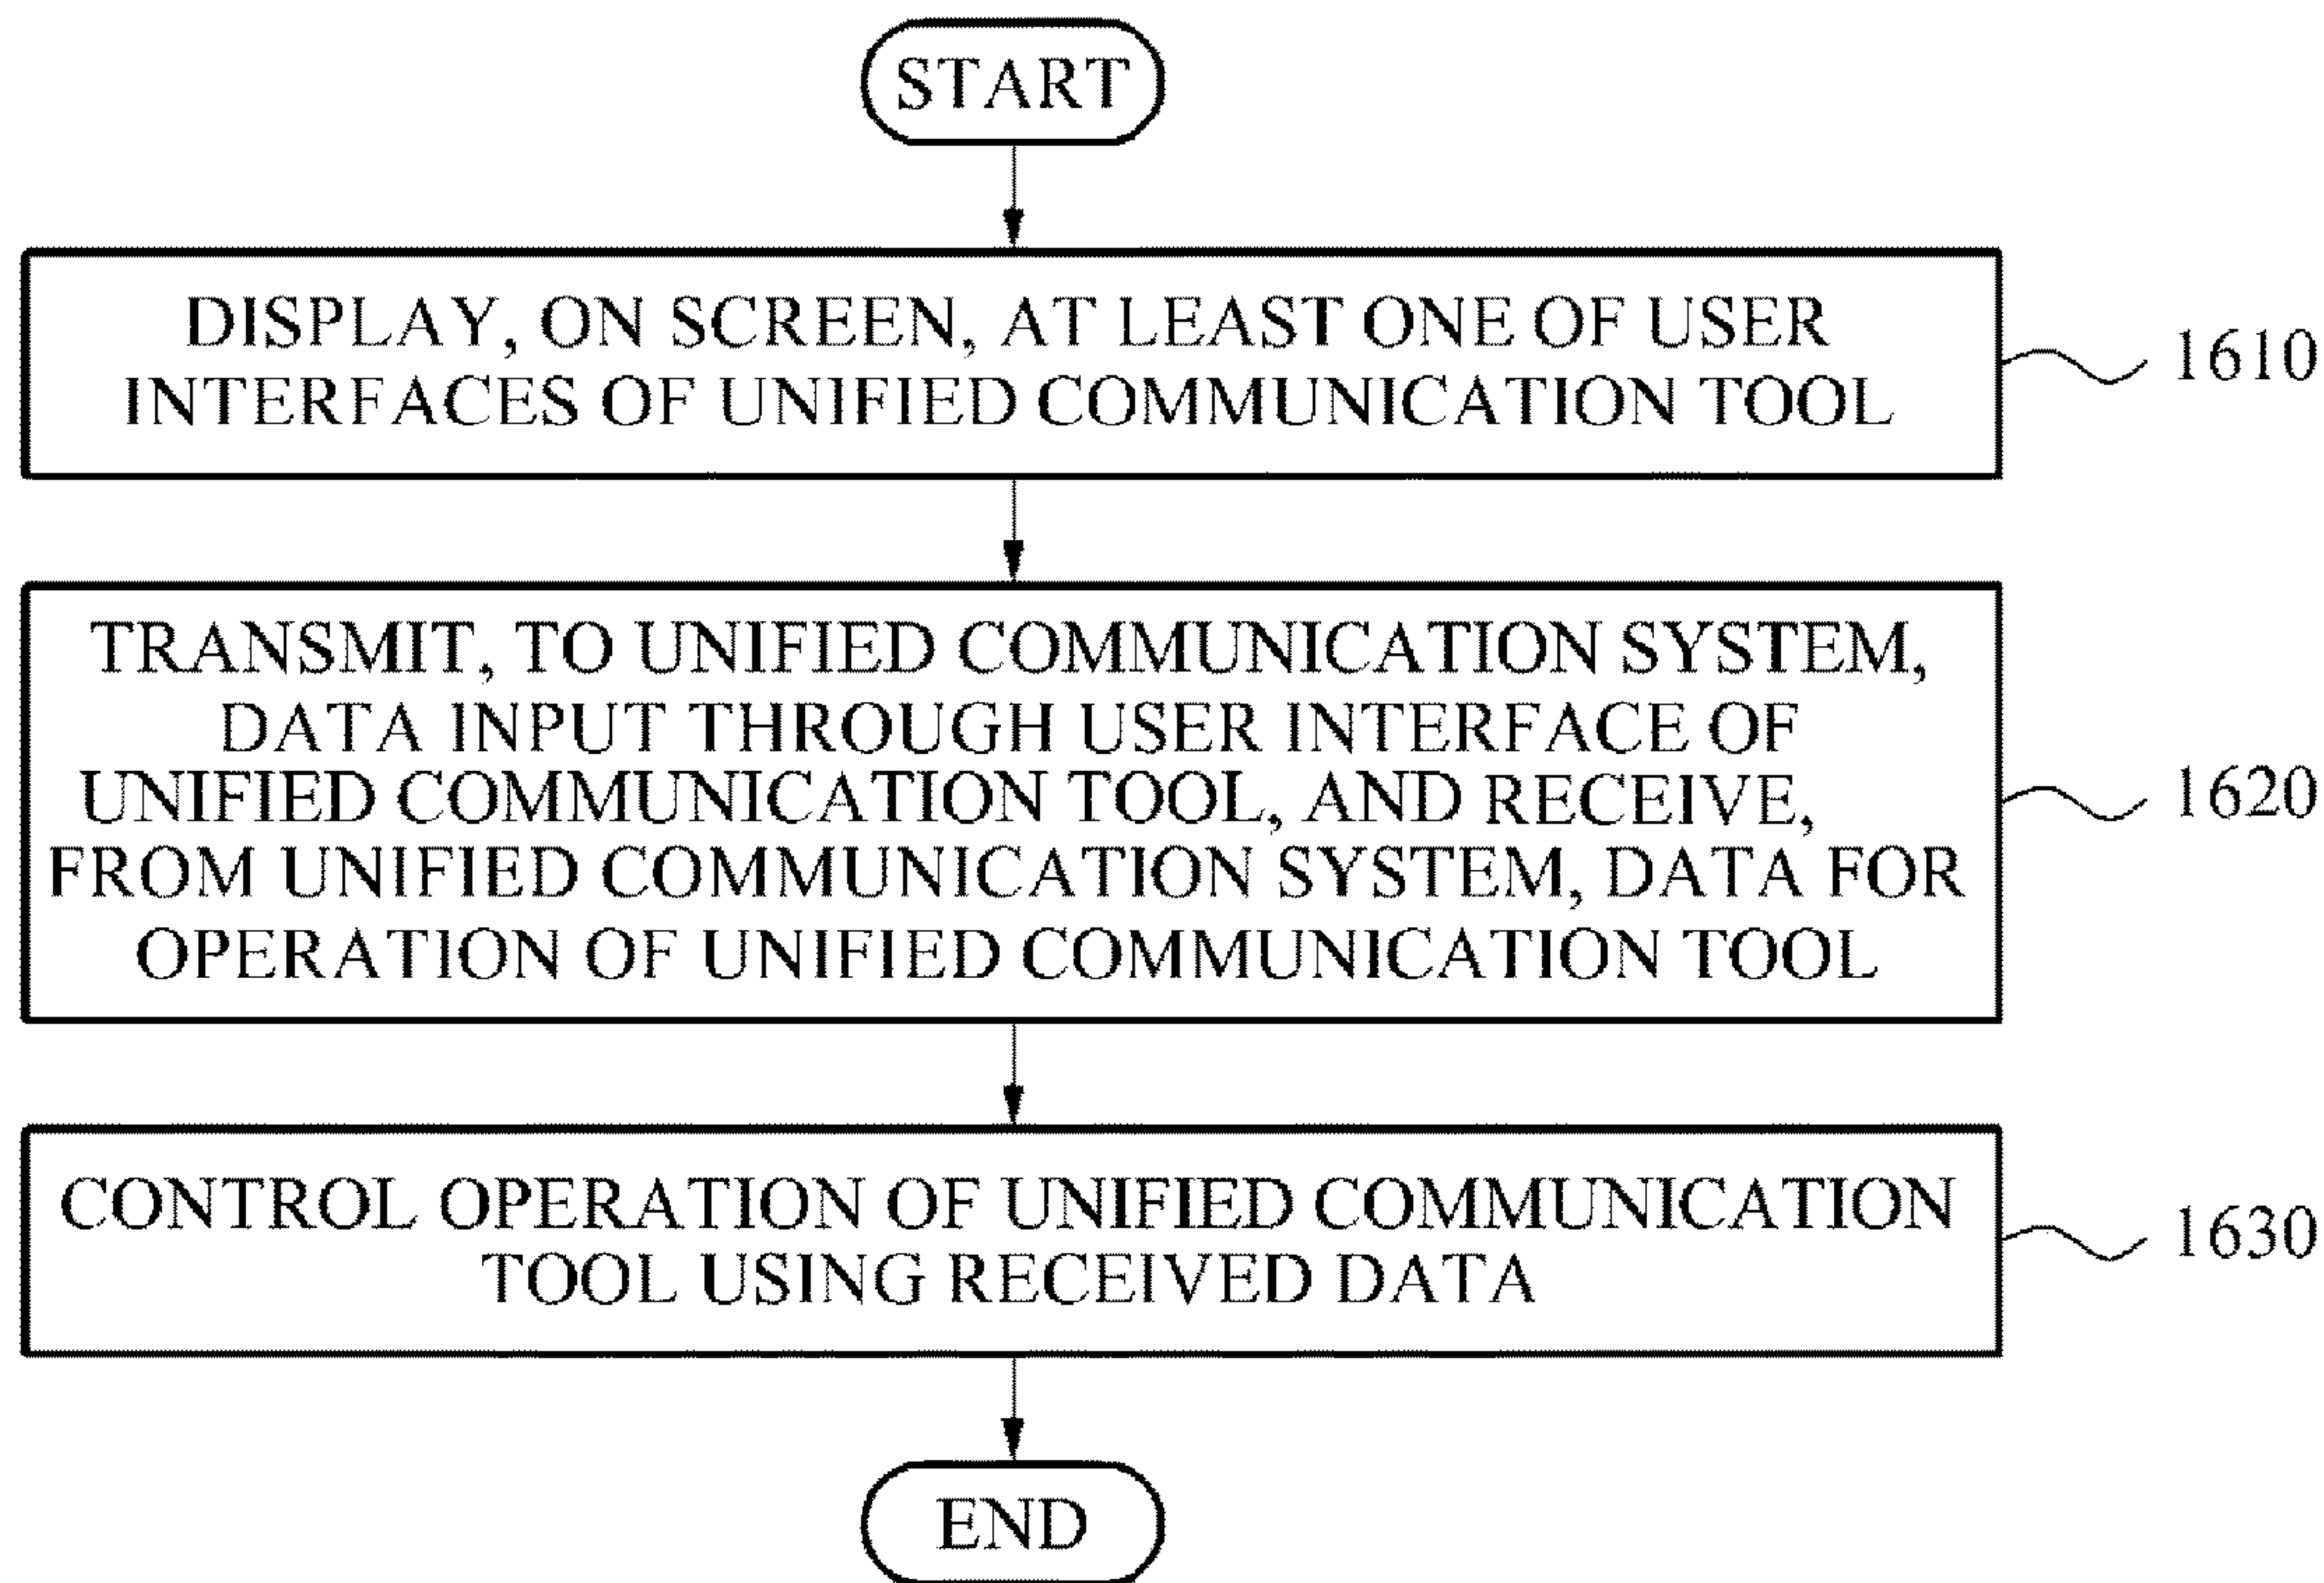 START
DISPLAY, ON SCREEN, AT LEAST ONE OF USER
INTERFACES OF UNIFIED COMMUNICATION TOOL
1610
TRANSMIT, TO UNIFIED COMMUNICATION SYSTEM,
DATA INPUT THROUGH USER INTERFACE OF
UNIFIED COMMUNICATION TOOL, AND RECEIVE,
FROM UNIFIED COMMUNICATION SYSTEM, DATA FOR
OPERATION OF UNIFIED COMMUNICATION TOOL
1620
CONTROL OPERATION OF UNIFIED COMMUNICATION
TOOL USING RECEIVED DATA
1630
END